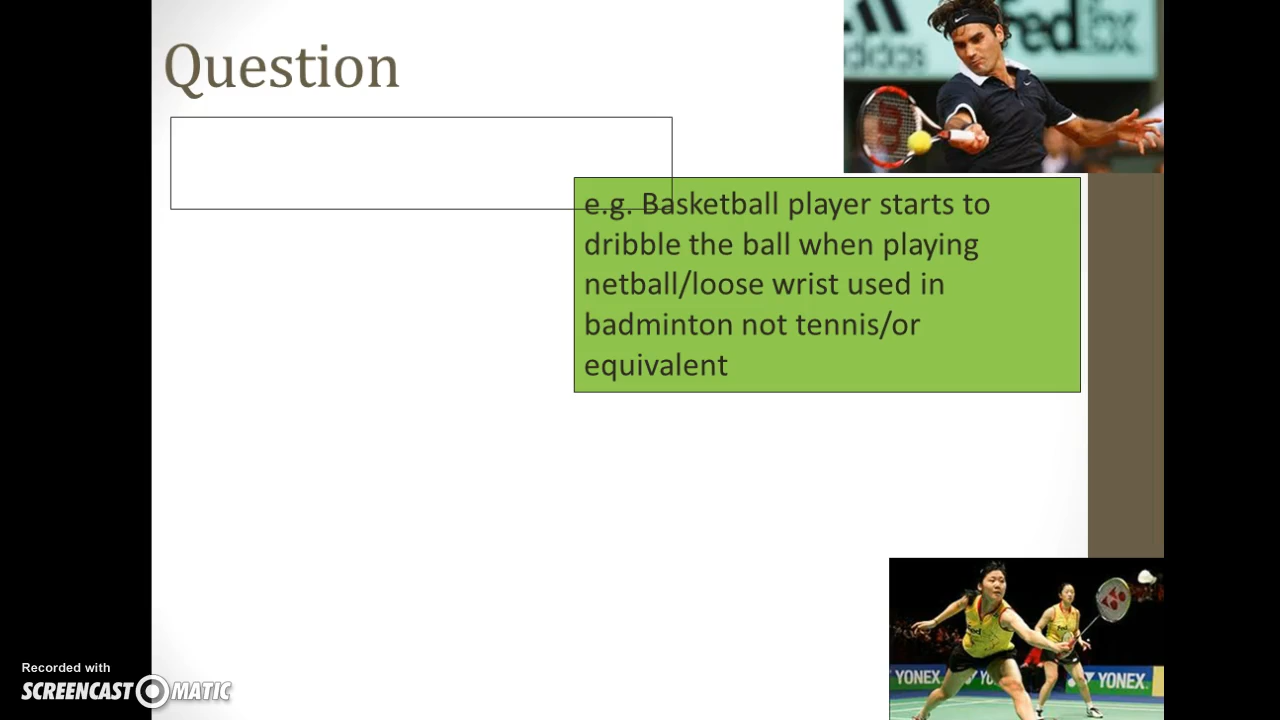 Question
adidas
FedEx
e.g. Basketball player starts to
dribble the ball when playing
netball/loose wrist used in
badminton not tennis/or
equivalent
YONEX
YONEX
Recorded with
SCREENCAST MATIC